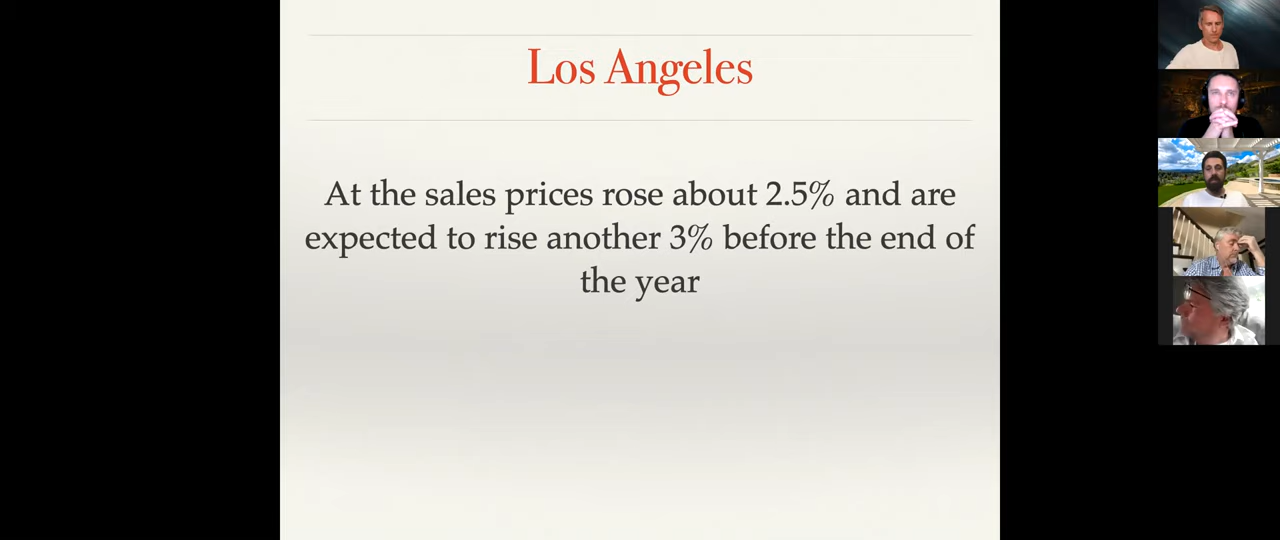 Los Angeles
At the sales prices rose about 2.5% and are
expected to rise another 3% before the end of
the year